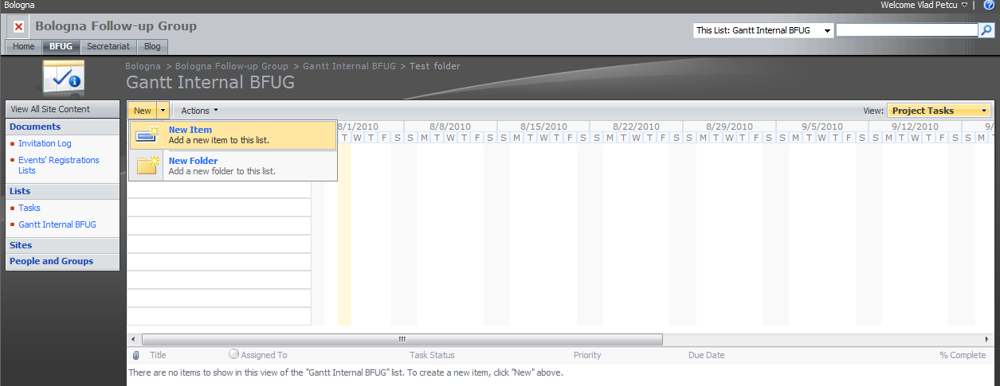 Bologna
Welcome Vlad Petcu
Bologna Follow-up Group
This List: Gantt Internal BFUG
Home BFUG Secretariat Blog
Bologna > Bologna Follow-up Group > Gantt Internal BFUG > Test folder
Gantt Internal BFUG
View All Site Content
New Actions View: Project Tasks
Documents
Invitation Log
Events' Registrations
Lists
Lists
Tasks
Gantt Internal BFUG
Sites
People and Groups
New Item
Add a new item to this list.
New Folder
Add a new folder to this list.
8/1/2010 8/8/2010 8/15/2010 8/22/2010 8/29/2010 9/5/2010 9/12/2010 9/
T W T F S S M T W T F S S M T W T F S S M T W T F S S M T W T F S S M T W T F S S M T W T F S S M T
Title Assigned To Task Status Priority Due Date % Complete
There are no items to show in this view of the "Gantt Internal BFUG" list. To create a new item, click "New" above.